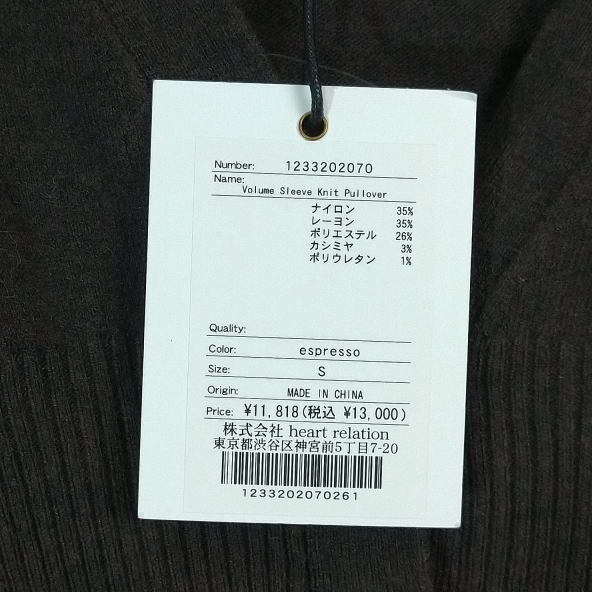 Number: 1233202070
Name:
Volume Sleeve Knit Pullover
ナイロン 35%
レーヨン 35%
ポリエステル 26%
カシミヤ 3%
ポリウレタン 1%
Quality:
Color: espresso
Size: S
Origin: MADE IN CHINA
Price: ¥11,818(税込 ¥13,000)
株式会社 heart relation
東京都渋谷区神宮前5丁目7-20
1233202070261